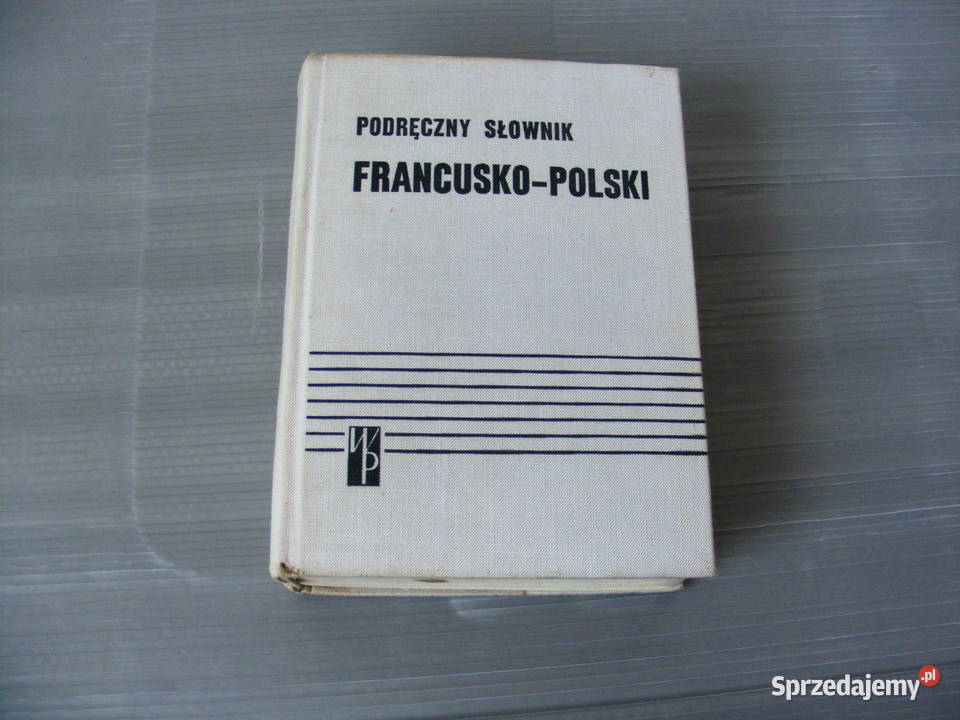 PODRĘCZNY SŁOWNIK
FRANCUSKO-POLSKI
WP
Sprzedajemy.pl